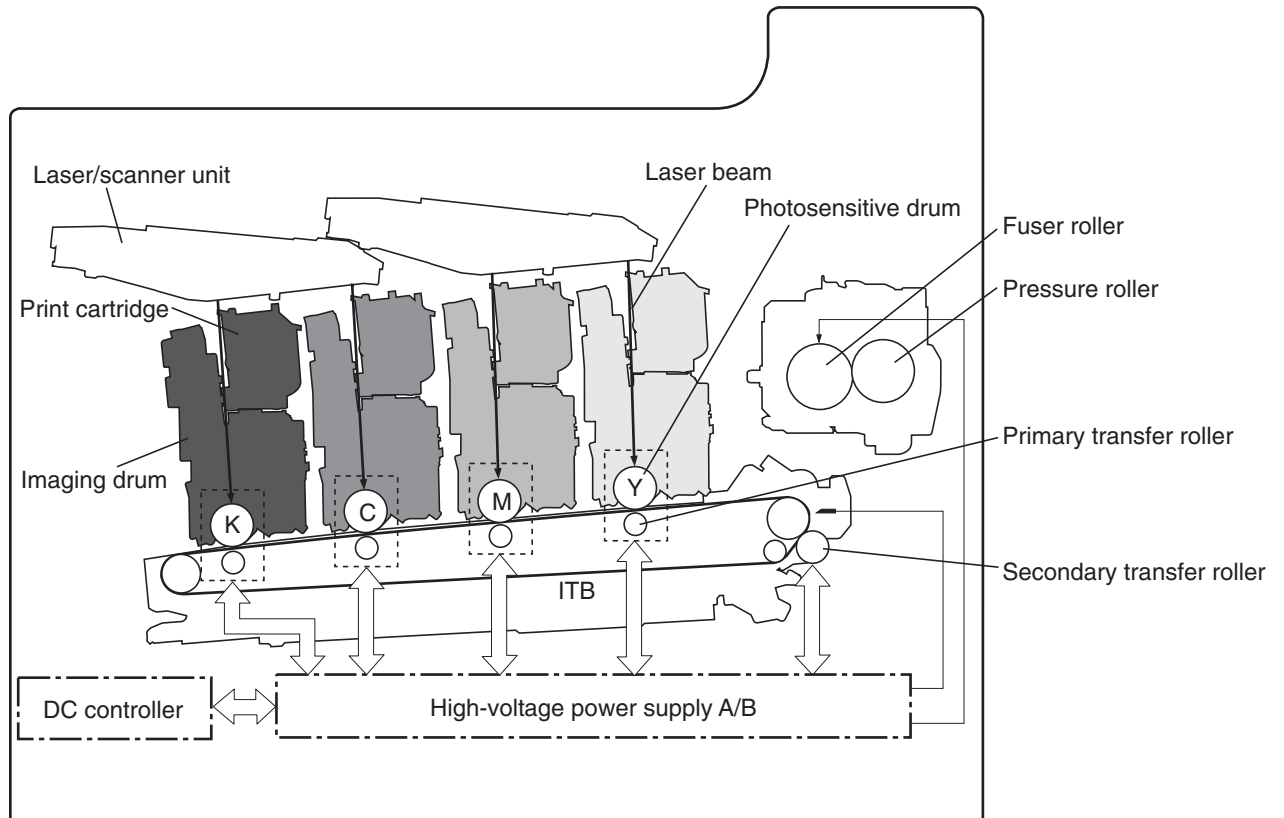 Laser/scanner unit
Laser beam
Photosensitive drum
Fuser roller
Pressure roller
Print cartridge
Primary transfer roller
Imaging drum
K
C
M
Y
Secondary transfer roller
ITB
DC controller
High-voltage power supply A/B